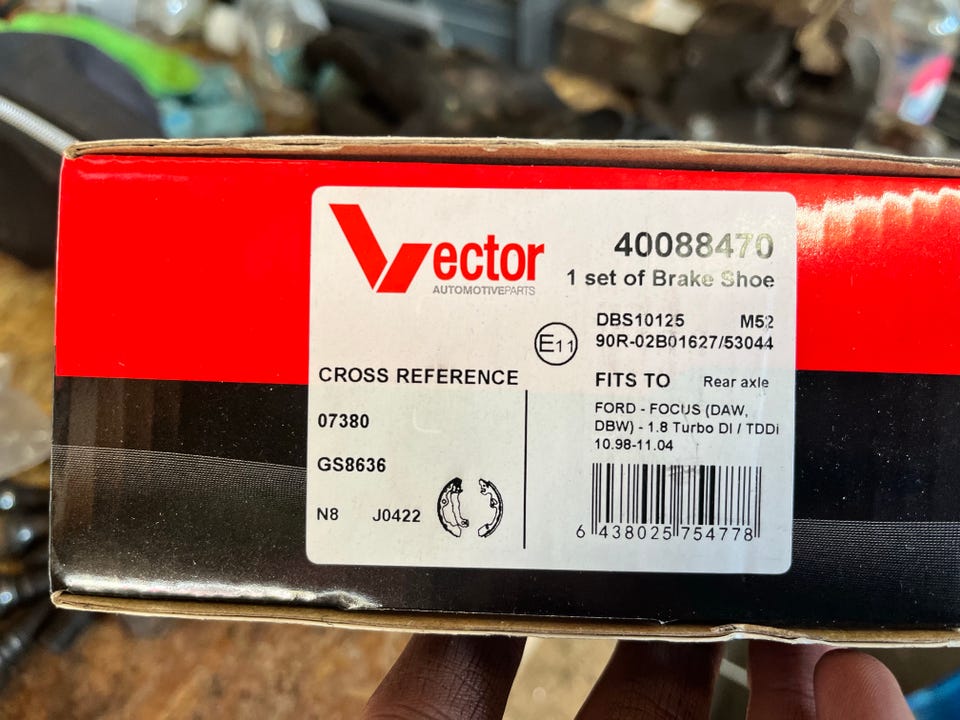 Vector
AUTOMOTIVEPARTS
40088470
1 set of Brake Shoe
DBS10125 M52
E11 90R-02B01627/53044
CROSS REFERENCE
07380
GS8636
N8 J0422
FITS TO Rear axle
FORD - FOCUS (DAW,
DBW) - 1.8 Turbo DI / TDDi
10.98-11.04
6 438025 754778